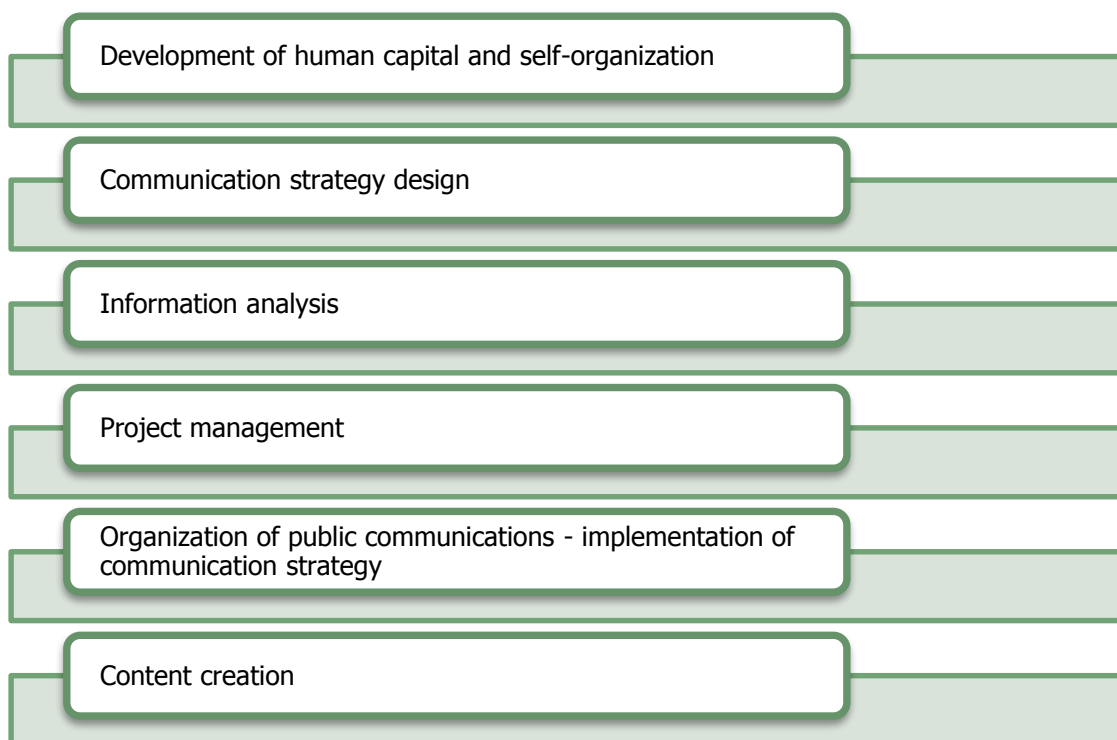 Development of human capital and self-organization
Communication strategy design
Information analysis
Project management
Organization of public communications - implementation of
communication strategy
Content creation